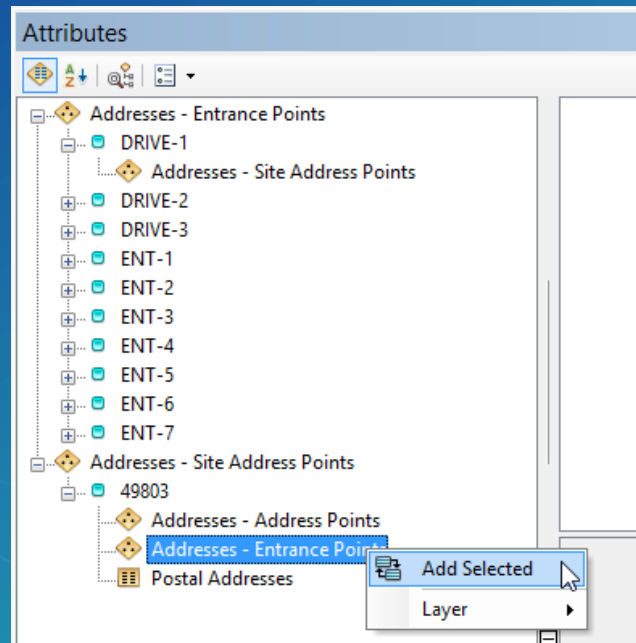 Attributes
Addresses - Entrance Points
DRIVE-1
Addresses - Site Address Points
DRIVE-2
DRIVE-3
ENT-1
ENT-2
ENT-3
ENT-4
ENT-5
ENT-6
ENT-7
Addresses - Site Address Points
49803
Addresses - Address Points
Addresses - Entrance Points
Add Selected
Postal Addresses
Layer